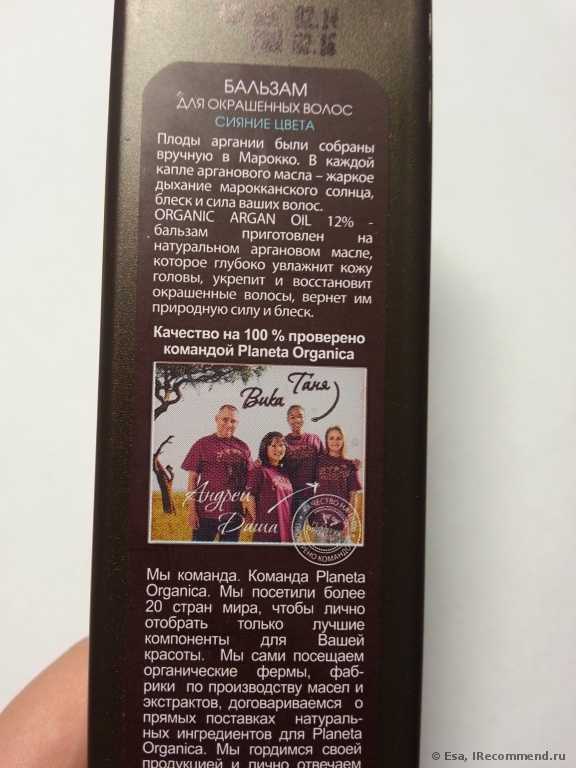 02.14
02.16
БАЛЬЗАМ
ДЛЯ ОКРАШЕННЫХ ВОЛОС
СИЯНИЕ ЦВЕТА
Плоды аргании были собраны
вручную в Марокко. В каждой
капле арганового масла – жаркое
дыхание марокканского солнца,
блеск и сила ваших волос.
ORGANIC ARGAN OIL 12% -
бальзам приготовлен на
натуральном аргановом масле,
которое глубоко увлажнит кожу
головы, укрепит и восстановит
окрашенные волосы, вернет им
природную силу и блеск.
Качество на 100 % проверено
командой Planeta Organica
Таня
Вика
Андрей
Даша
Мы команда. Команда Planeta
Organica. Мы посетили более
20 стран мира, чтобы лично
отобрать только лучшие
компоненты для Вашей
красоты. Мы сами посещаем
органические фермы, фаб-
рики по производству масел и
экстрактов, договариваемся о
прямых поставках натураль-
ных ингредиентов для Planeta
Organica. Мы гордимся своей
продукцией и лично отвечаем
© Esa, IRecommend.ru